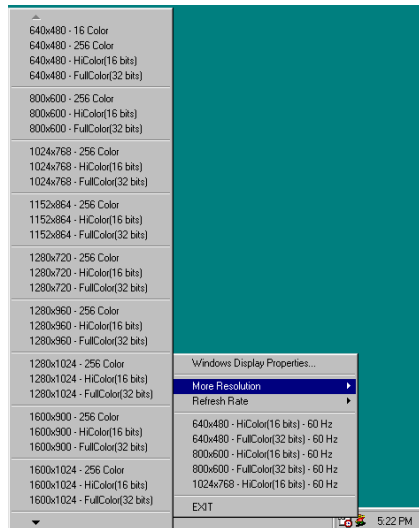 640x480 - 16 Color
640x480 - 256 Color
640x480 - HiColor(16 bits)
640x480 - FullColor(32 bits)
800x600 - 256 Color
800x600 - HiColor(16 bits)
800x600 - FullColor(32 bits)
1024x768 - 256 Color
1024x768 - HiColor(16 bits)
1024x768 - FullColor(32 bits)
1152x864 - 256 Color
1152x864 - HiColor(16 bits)
1152x864 - FullColor(32 bits)
1280x720 - 256 Color
1280x720 - HiColor(16 bits)
1280x720 - FullColor(32 bits)
1280x960 - 256 Color
1280x960 - HiColor(16 bits)
1280x960 - FullColor(32 bits)
1280x1024 - 256 Color
1280x1024 - HiColor(16 bits)
1280x1024 - FullColor(32 bits)
1600x900 - 256 Color
1600x900 - HiColor(16 bits)
1600x900 - FullColor(32 bits)
1600x1024 - 256 Color
1600x1024 - HiColor(16 bits)
1600x1024 - FullColor(32 bits)
Windows Display Properties...
More Resolution
Refresh Rate
640x480 - HiColor(16 bits) - 60 Hz
640x480 - FullColor(32 bits) - 60 Hz
800x600 - HiColor(16 bits) - 60 Hz
800x600 - FullColor(32 bits) - 60 Hz
1024x768 - HiColor(16 bits) - 60 Hz
EXIT
5:22 PM